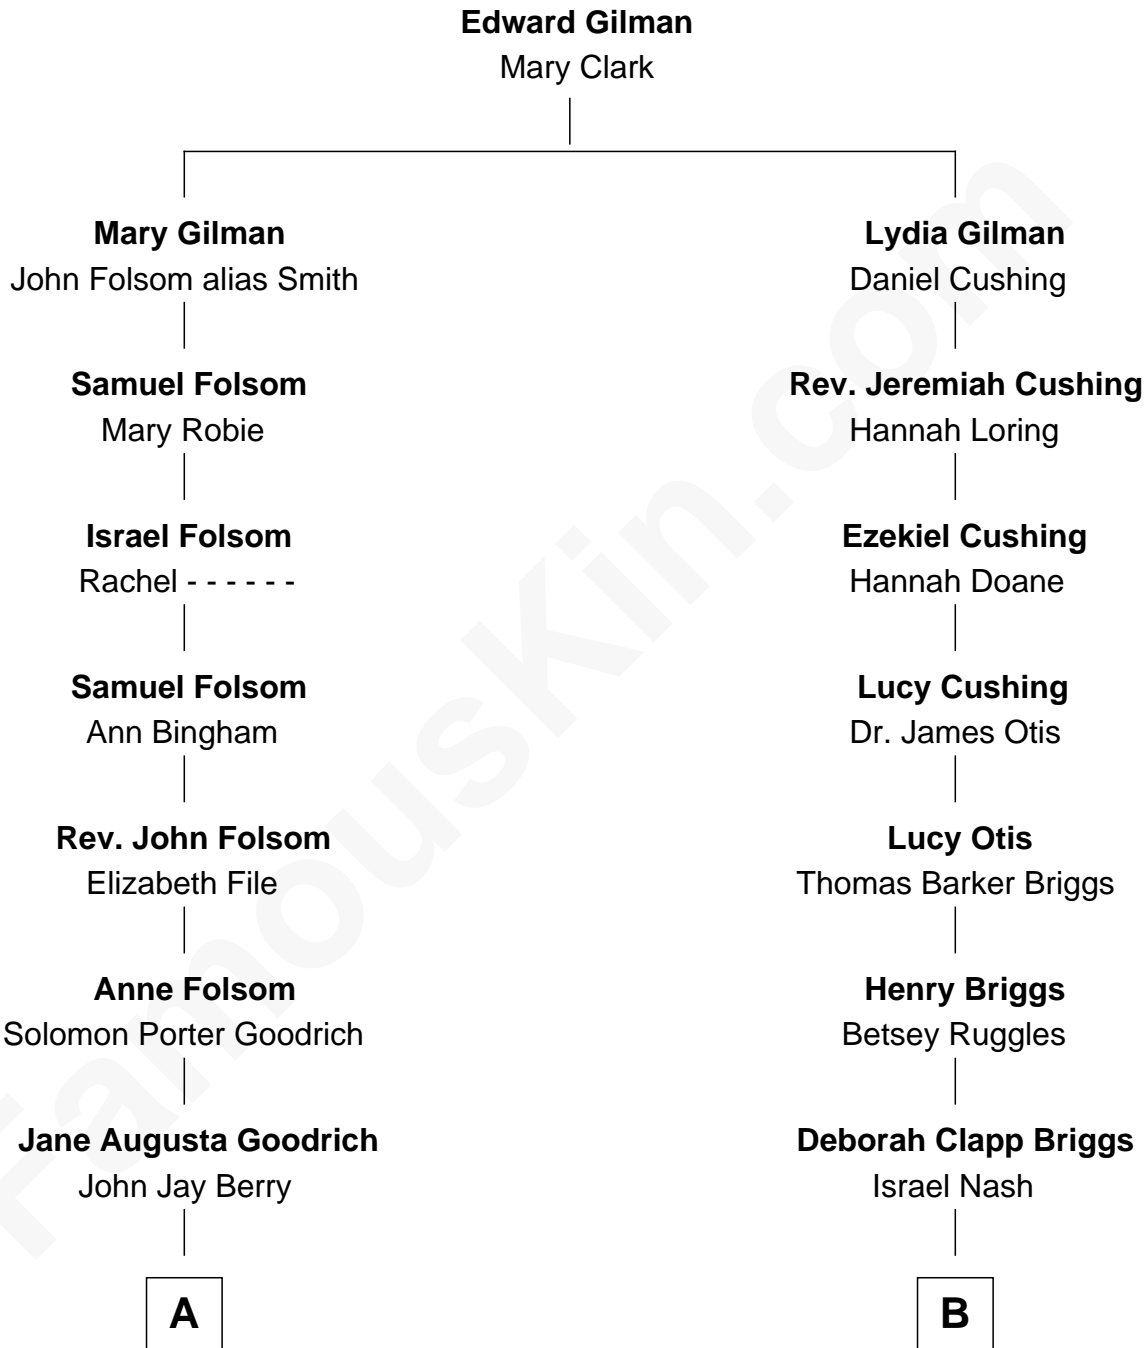 Edward Gilman
Mary Clark
Mary Gilman
John Folsom alias Smith
Lydia Gilman
Daniel Cushing
Samuel Folsom
Mary Robie
Rev. Jeremiah Cushing
Hannah Loring
Israel Folsom
Rachel - - - - - -
Ezekiel Cushing
Hannah Doane
Samuel Folsom
Ann Bingham
Lucy Cushing
Dr. James Otis
Rev. John Folsom
Elizabeth File
Lucy Otis
Thomas Barker Briggs
Anne Folsom
Solomon Porter Goodrich
Henry Briggs
Betsey Ruggles
Jane Augusta Goodrich
John Jay Berry
Deborah Clapp Briggs
Israel Nash
A
B
FamousKin.com